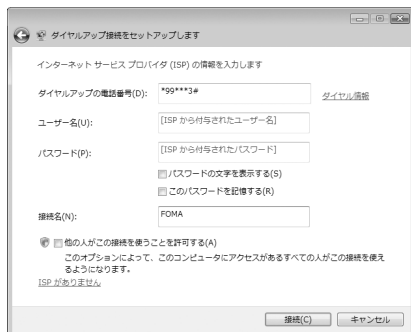 ダイヤルアップ接続をセットアップします
インターネット サービス プロバイダ (ISP) の情報を入力します
ダイヤルアップの電話番号(D):
*99***3#
ダイヤル情報
ユーザー名(U):
[ISP から付与されたユーザー名]
パスワード(P):
[ISP から付与されたパスワード]
パスワードの文字を表示する(S)
このパスワードを記憶する(R)
接続名(N):
FOMA
他の人がこの接続を使うことを許可する(A)
このオプションによって、このコンピュータにアクセスがあるすべての人がこの接続を使え
るようになります。
ISP がありません
接続(C)
キャンセル